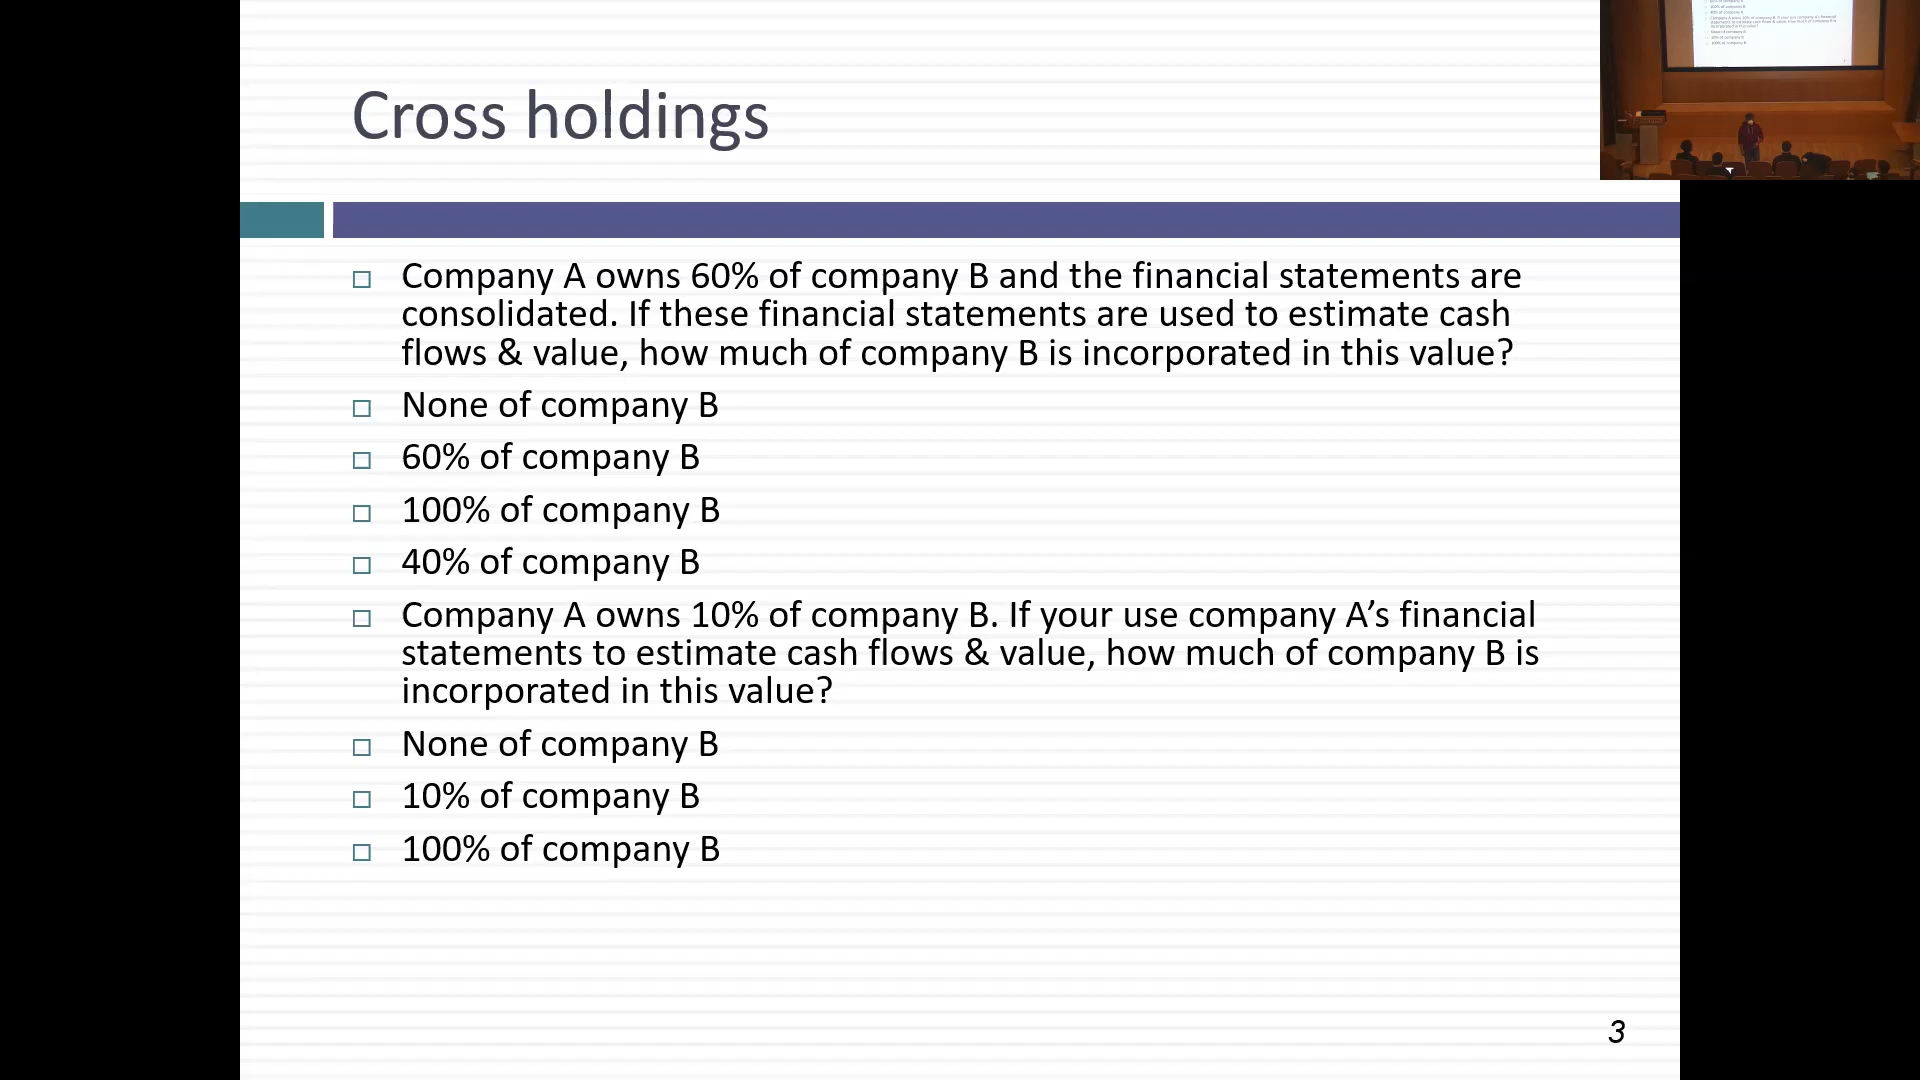 Cross holdings
Company A owns 60% of company B and the financial statements are
consolidated. If these financial statements are used to estimate cash
flows & value, how much of company B is incorporated in this value?
None of company B
60% of company B
100% of company B
40% of company B
Company A owns 10% of company B. If your use company A’s financial
statements to estimate cash flows & value, how much of company B is
incorporated in this value?
None of company B
10% of company B
100% of company B
3